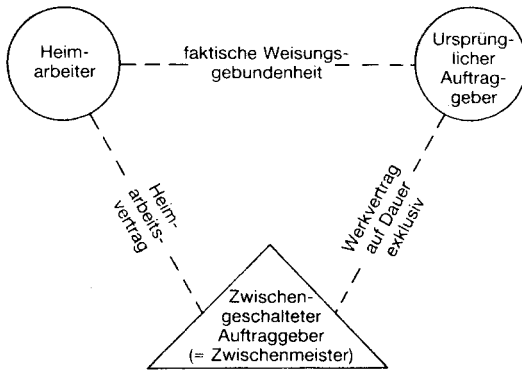 Heim-
arbeiter
faktische Weisungs-
gebundenheit
Ursprüng-
licher
Auftrag-
geber
Heim-
arbeits-
vertrag
Werkvertrag
auf Dauer
exklusiv
Zwischen-
geschalteter
Auftraggeber
(= Zwischenmeister)